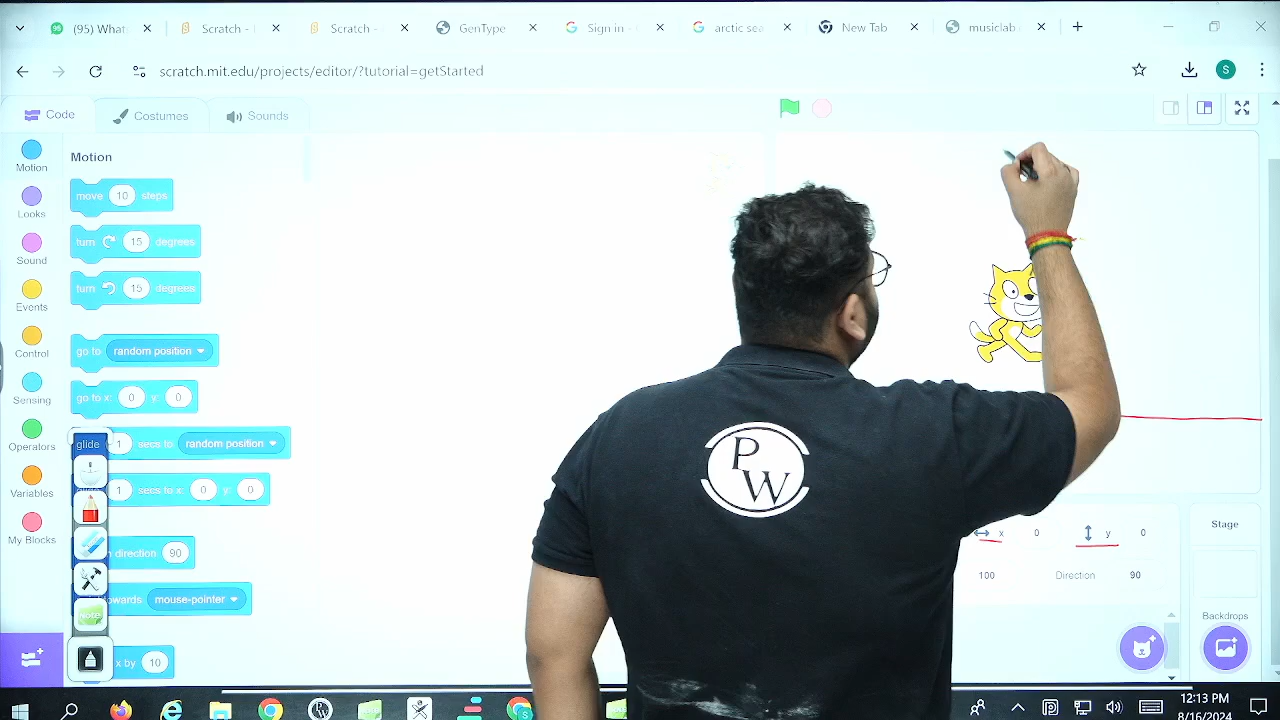 (95) What
Scratch -
Scratch -
GenType
Sign in -
arctic sea
New Tab
musiclab
scratch.mit.edu/projects/editor/?tutorial=getStarted
S
Code
Costumes
Sounds
Motion
Looks
Sound
Events
Control
Sensing
Operators
Variables
My Blocks
Motion
move 10 steps
turn 15 degrees
turn 15 degrees
go to random position
go to x: 0 y: 0
glide 1 secs to random position
1 secs to x: 0 y: 0
direction 90
towards mouse-pointer
x by 10
P
W
x 0
y 0
100
Direction 90
Stage
Backdrops
12:13 PM
8/16/2024